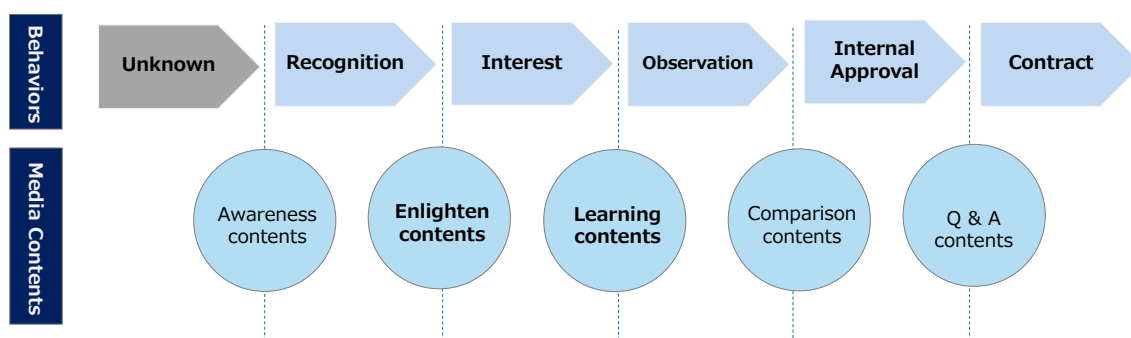 Behaviors
Unknown
Recognition
Interest
Observation
Internal
Approval
Contract
Media Contents
Awareness
contents
Enlighten
contents
Learning
contents
Comparison
contents
Q & A
contents